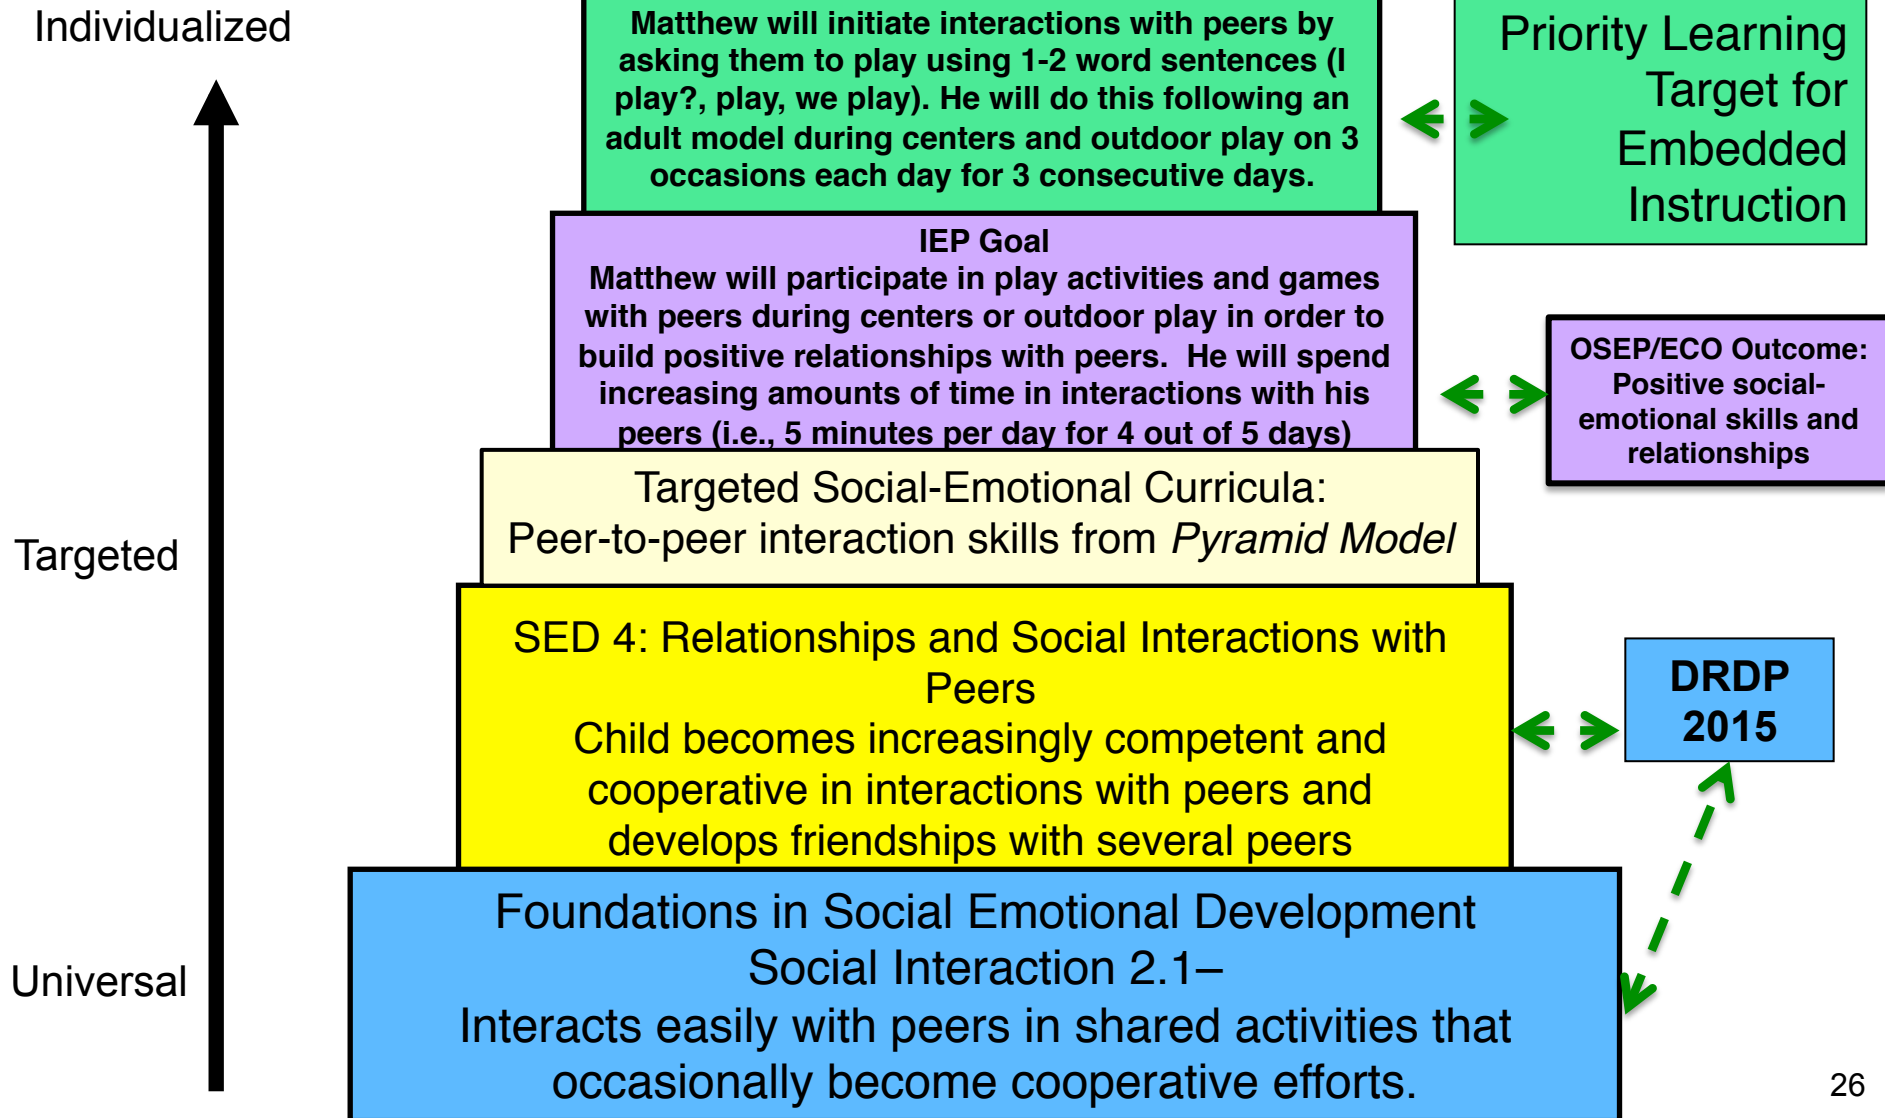 Individualized
Matthew will initiate interactions with peers by
asking them to play using 1-2 word sentences (I
play?, play, we play). He will do this following an
adult model during centers and outdoor play on 3
occasions each day for 3 consecutive days.
Priority Learning
Target for
Embedded
Instruction
IEP Goal
Matthew will participate in play activities and games
with peers during centers or outdoor play in order to
build positive relationships with peers.  He will spend
increasing amounts of time in interactions with his
peers (i.e., 5 minutes per day for 4 out of 5 days)
OSEP/ECO Outcome:
Positive social-
emotional skills and
relationships
Targeted
Targeted Social-Emotional Curricula:
Peer-to-peer interaction skills from Pyramid Model
SED 4: Relationships and Social Interactions with
Peers
Child becomes increasingly competent and
cooperative in interactions with peers and
develops friendships with several peers
DRDP
2015
Universal
Foundations in Social Emotional Development
Social Interaction 2.1–
Interacts easily with peers in shared activities that
occasionally become cooperative efforts.
26